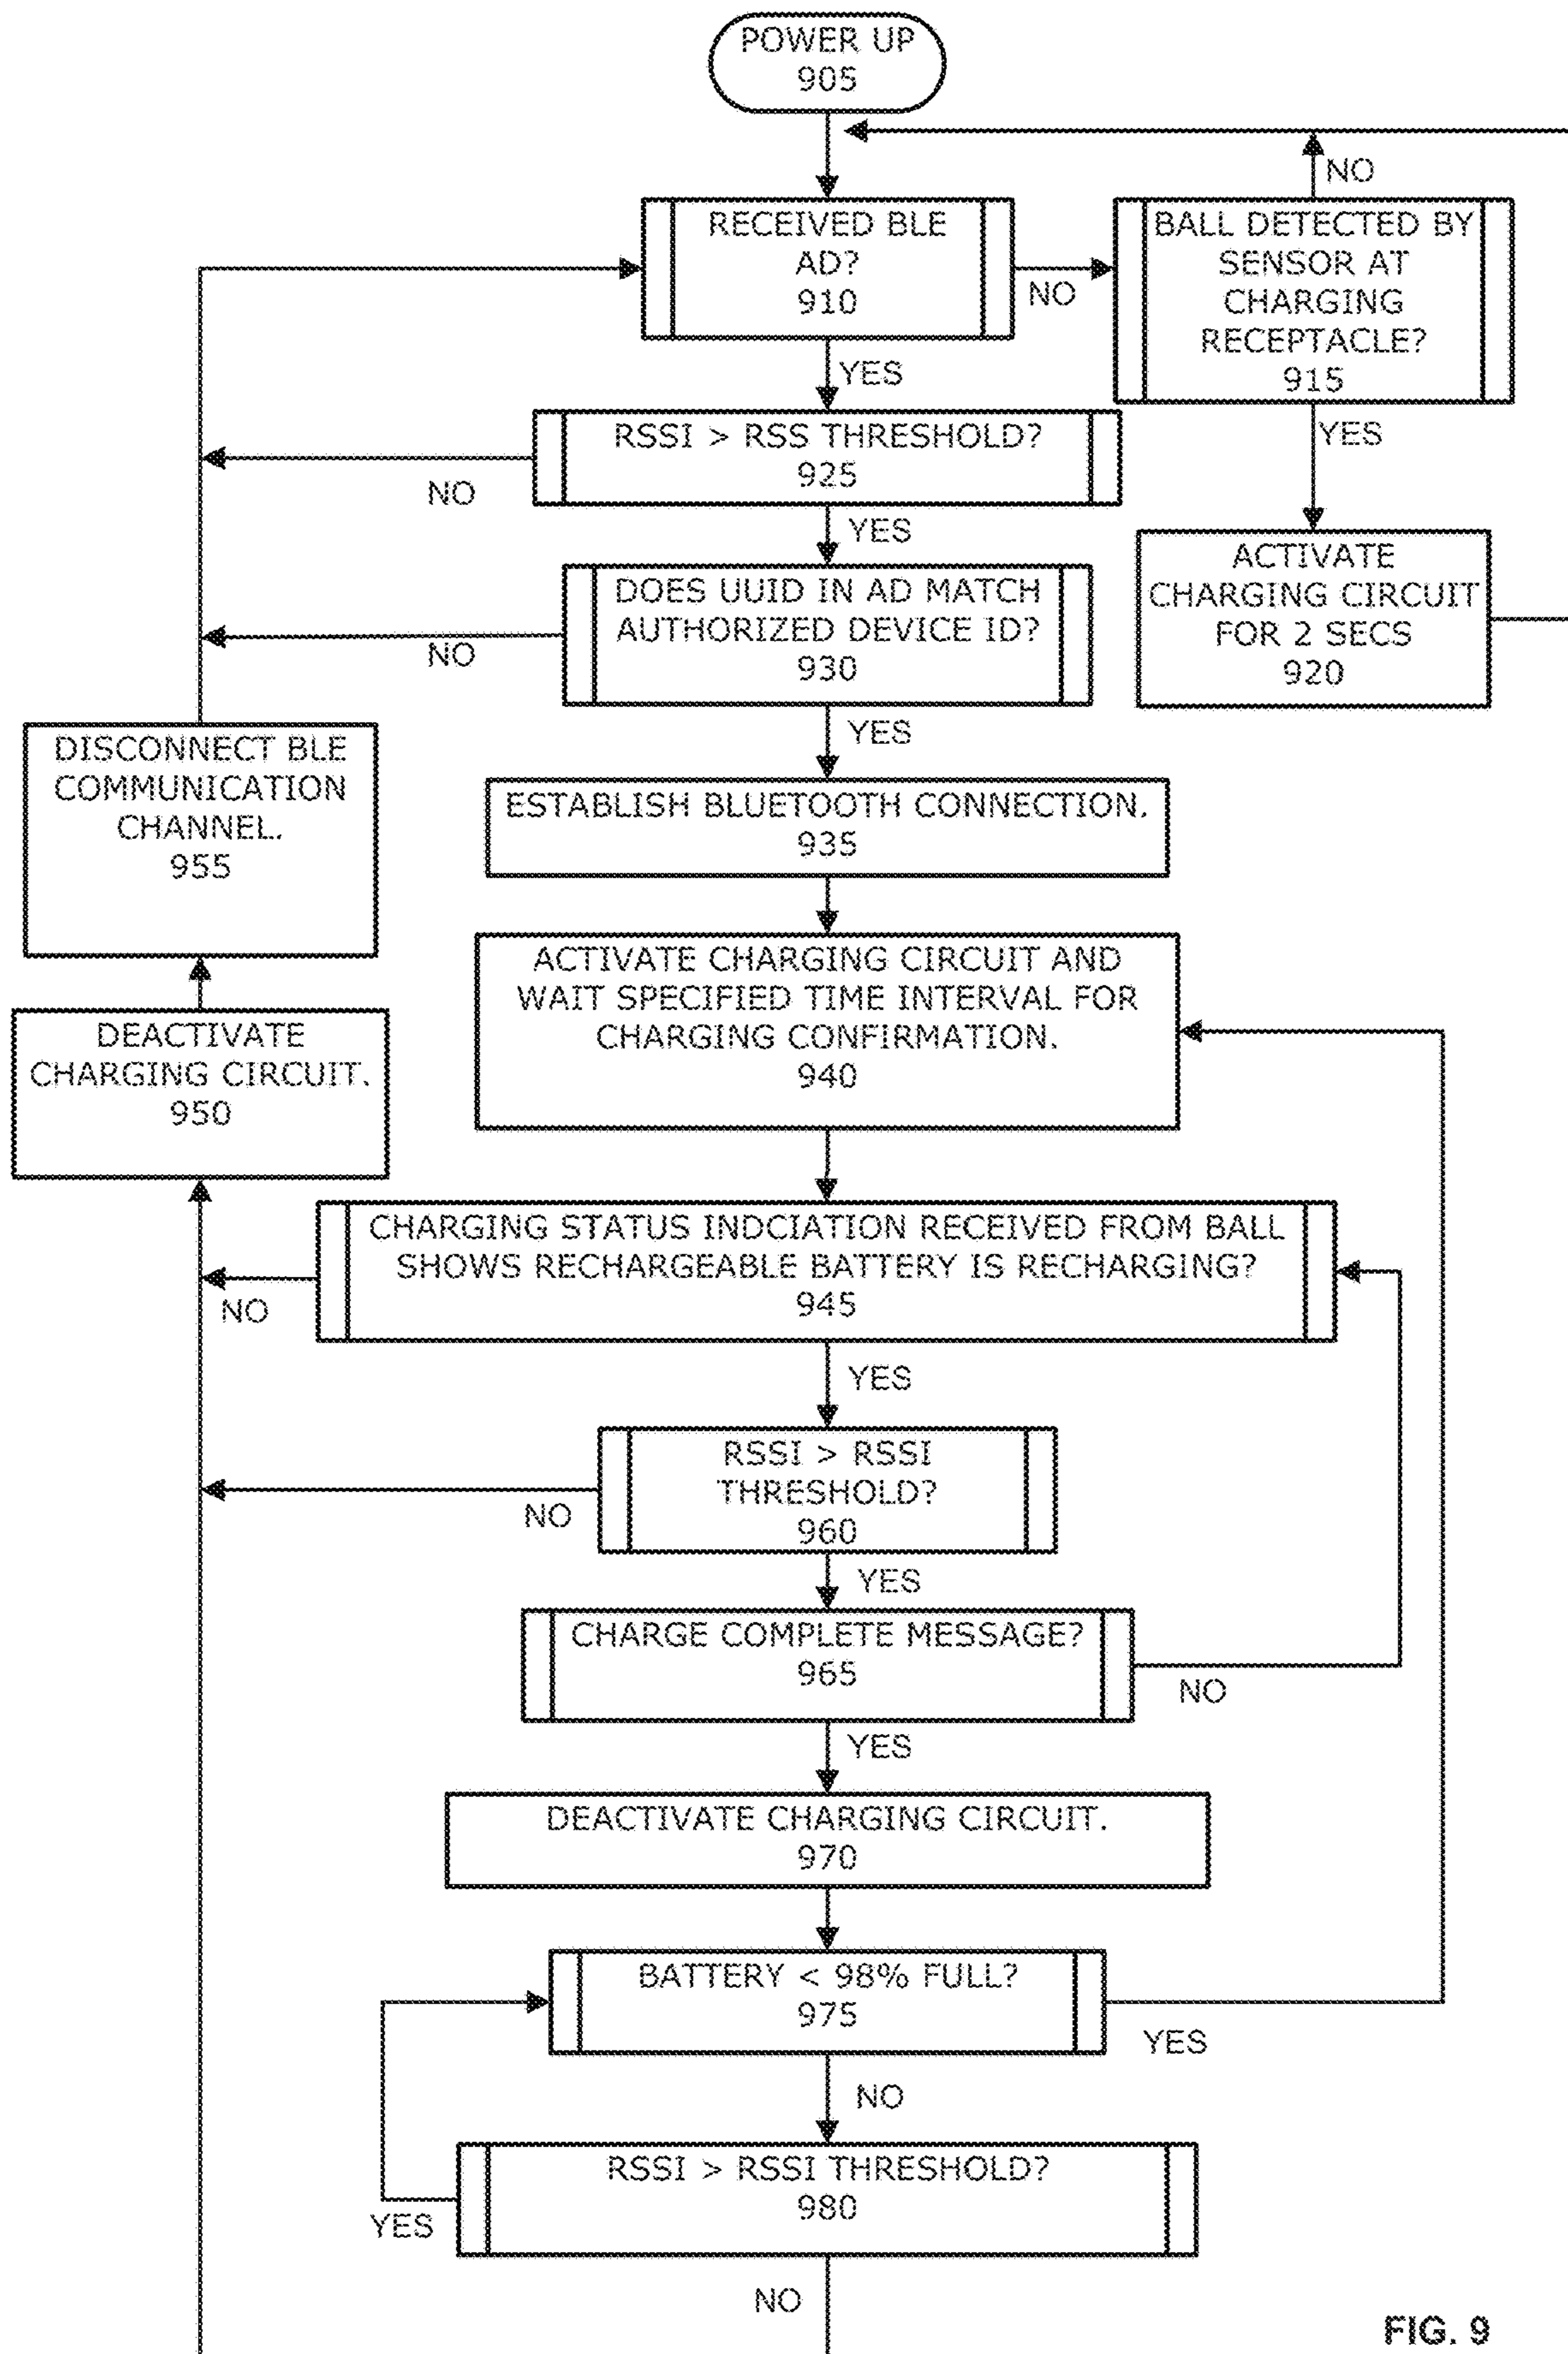 POWER UP
905
NO
RECEIVED BLE
AD?
910
NO
BALL DETECTED BY
SENSOR AT
CHARGING
RECEPTACLE?
915
YES
YES
RSSI > RSS THRESHOLD?
925
NO
YES
ACTIVATE
CHARGING CIRCUIT
FOR 2 SECS
920
DOES UUID IN AD MATCH
AUTHORIZED DEVICE ID?
930
NO
YES
DISCONNECT BLE
COMMUNICATION
CHANNEL.
955
ESTABLISH BLUETOOTH CONNECTION.
935
ACTIVATE CHARGING CIRCUIT AND
WAIT SPECIFIED TIME INTERVAL FOR
CHARGING CONFIRMATION.
940
DEACTIVATE
CHARGING CIRCUIT.
950
CHARGING STATUS INDCIATION RECEIVED FROM BALL
SHOWS RECHARGEABLE BATTERY IS RECHARGING?
945
NO
YES
RSSI > RSSI
THRESHOLD?
960
NO
YES
CHARGE COMPLETE MESSAGE?
965
NO
YES
DEACTIVATE CHARGING CIRCUIT.
970
BATTERY < 98% FULL?
975
YES
NO
RSSI > RSSI THRESHOLD?
980
YES
NO
FIG. 9